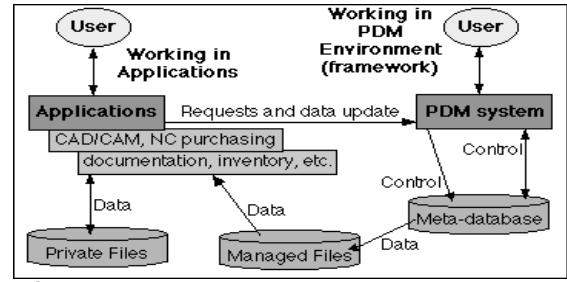 User
Working in
Applications
Working in
PDM
Environment
(framework)
User
Applications
Requests and data update
PDM system
CAD/CAM, NC purchasing
documentation, inventory, etc.
Control
Control
Data
Data
Meta-database
Data
Private Files
Managed Files